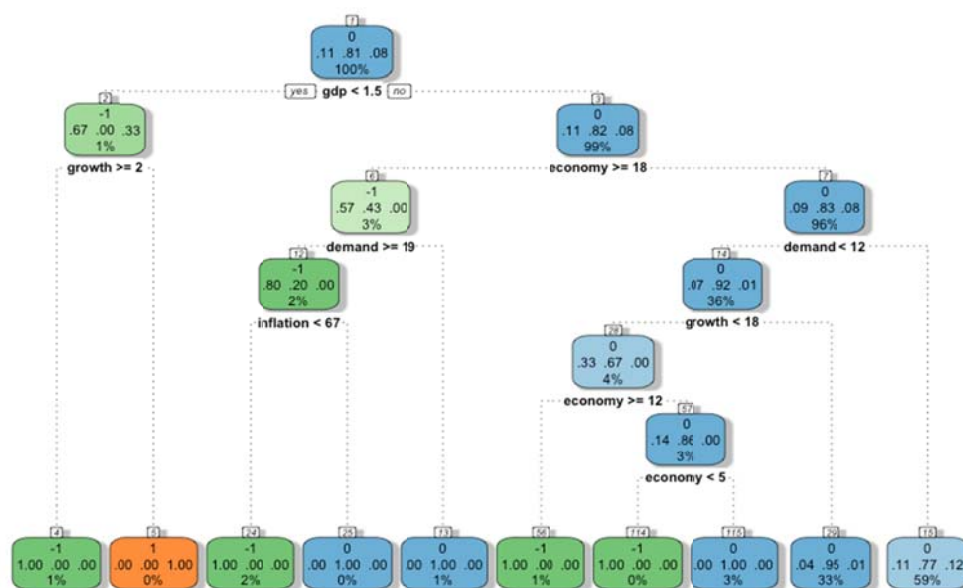 1
0
.11 .81 .08
100%
yes gdp < 1.5 no
2
-1
.67 .00 .33
1%
growth >= 2
3
0
.11 .82 .08
99%
economy >= 18
6
-1
.57 .43 .00
3%
demand >= 19
7
0
.09 .83 .08
96%
demand < 12
12
-1
.80 .20 .00
2%
inflation < 67
14
0
.07 .92 .01
36%
growth < 18
28
0
.33 .67 .00
4%
economy >= 12
57
0
.14 .86 .00
3%
economy < 5
4
-1
1.00 .00 .00
1%
5
1
.00 .00 1.00
0%
24
-1
1.00 .00 .00
2%
25
0
.00 1.00 .00
0%
13
0
.00 1.00 .00
1%
56
-1
1.00 .00 .00
1%
114
-1
1.00 .00 .00
0%
115
0
.00 1.00 .00
3%
29
0
.04 .95 .01
33%
15
0
.11 .77 .12
59%